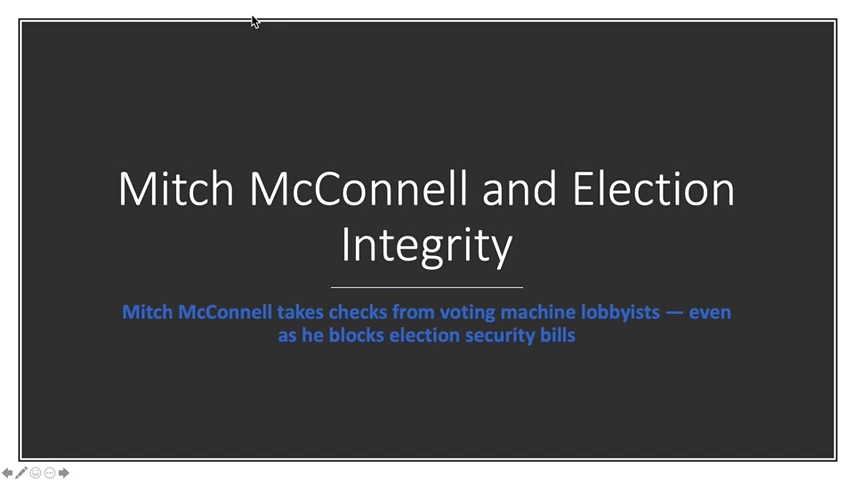 Mitch McConnell and Election
Integrity
Mitch McConnell takes checks from voting machine lobbyists — even
as he blocks election security bills